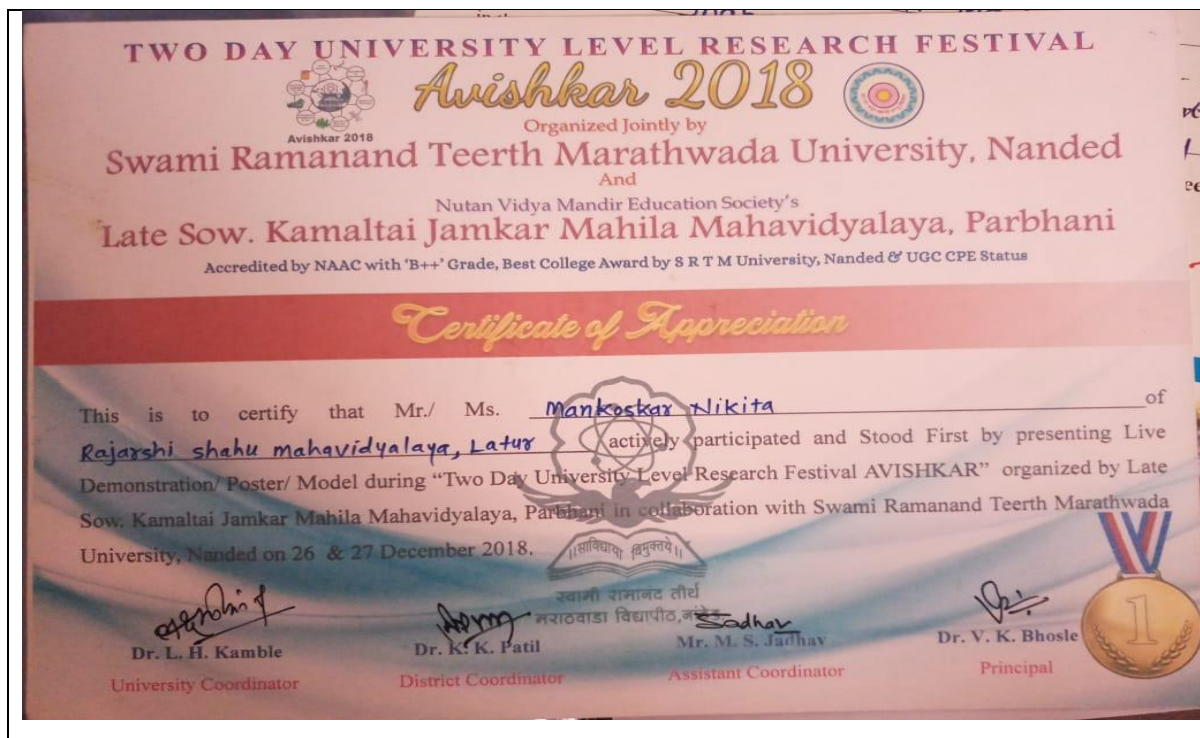 TWO DAY UNIVERSITY LEVEL RESEARCH FESTIVAL
Avishkar 2018
Avishkar 2018
Organized Jointly by
Swami Ramanand Teerth Marathwada University, Nanded
And
Nutan Vidya Mandir Education Society's
Late Sow. Kamaltai Jamkar Mahila Mahavidyalaya, Parbhani
Accredited by NAAC with 'B++' Grade, Best College Award by S R T M University, Nanded & UGC CPE Status
Certificate of Appreciation
This is to certify that Mr./ Ms. Mankoskar Nikita of
Rajarshi shahu mahavidyalaya, Latur actively participated and Stood First by presenting Live
Demonstration/ Poster/ Model during “Two Day University Level Research Festival AVISHKAR” organized by Late
Sow. Kamaltai Jamkar Mahila Mahavidyalaya, Parbhani in collaboration with Swami Ramanand Teerth Marathwada
University, Nanded on 26 & 27 December 2018.
स्वामी रामानंद तीर्थ
मराठवाडा विद्यापीठ,
Jadhav
Dr. L. H. Kamble
Dr. K. K. Patil
Mr. M. S. Jadhav
Dr. V. K. Bhosle
University Coordinator
District Coordinator
Assistant Coordinator
Principal
1